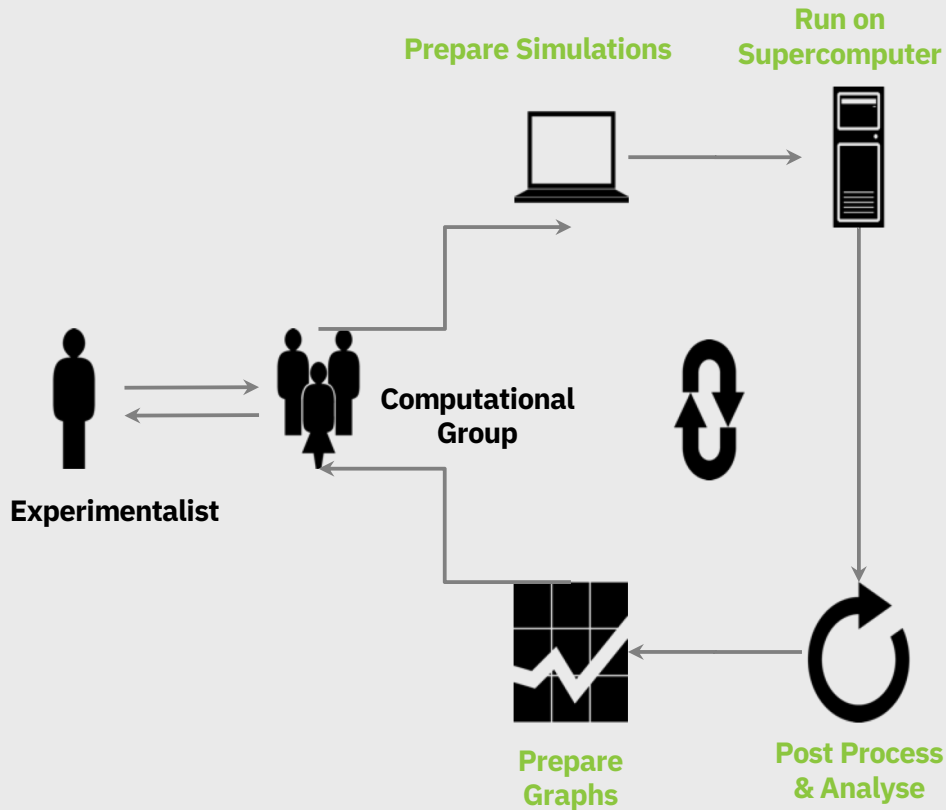 Run on
Supercomputer
Prepare Simulations
Computational
Group
Experimentalist
Prepare
Graphs
Post Process
& Analyse